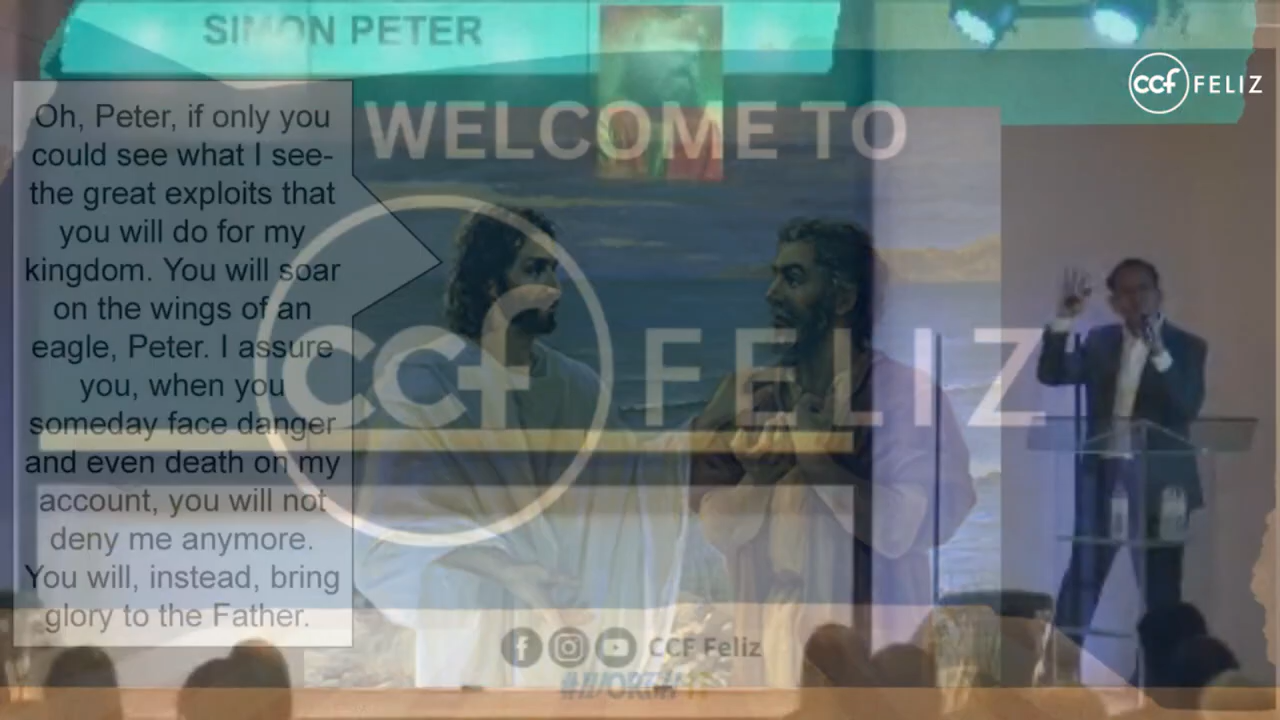 SIMON PETER
ccf FELIZ
WELCOME TO
Oh, Peter, if only you
could see what I see-
the great exploits that
you will do for my
kingdom. You will soar
on the wings of an
eagle, Peter. I assure
you, when you
someday face danger
and even death on my
account, you will not
deny me anymore.
You will, instead, bring
glory to the Father.
ccf FELIZ
CCF Feliz